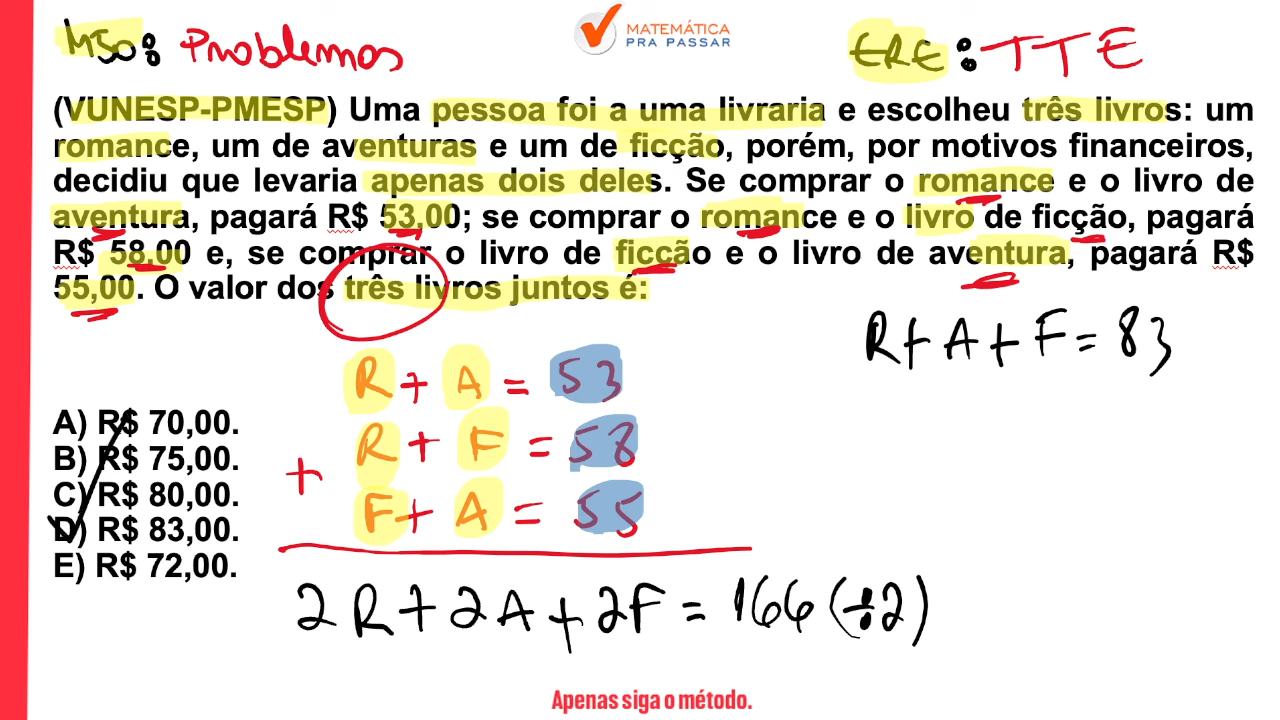 MSO: Problemas
MATEMÁTICA
PRA PASSAR
ERE: TTE
(VUNESP-PMESP) Uma pessoa foi a uma livraria e escolheu três livros: um
romance, um de aventuras e um de ficção, porém, por motivos financeiros,
decidiu que levaria apenas dois deles. Se comprar o romance e o livro de
aventura, pagará R$ 53,00; se comprar o romance e o livro de ficção, pagará
R$ 58,00 e, se comprar o livro de ficção e o livro de aventura, pagará R$
55,00. O valor dos três livros juntos é:
R+A+F=83
R + A = 53
A) R$ 70,00.
R + F = 58
B) R$ 75,00.
+
C) R$ 80,00.
F + A = 55
D) R$ 83,00.
E) R$ 72,00.
2R+2A+2F=166(÷2)
Apenas siga o método.